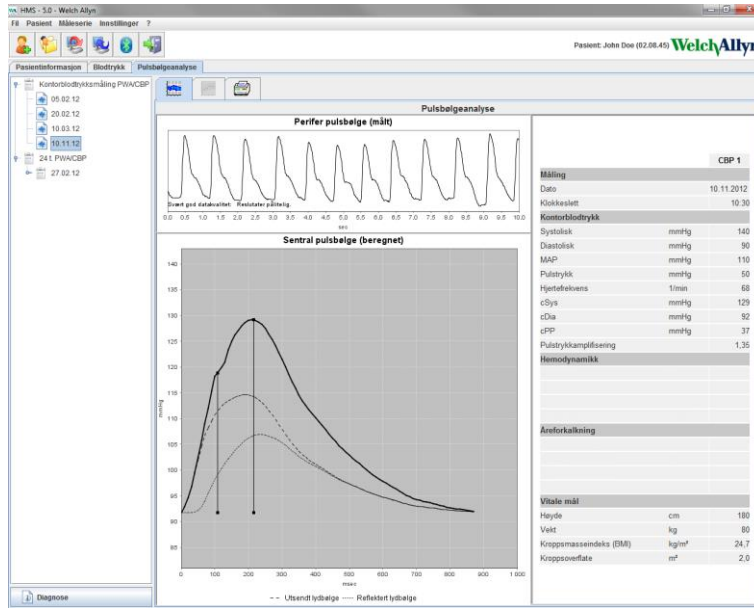 HMS - 5.0 - Welch Allyn
Fil Pasient Måleserie Innstillinger ?
Pasient: John Doe (02.08.45) WelchAllyn
Pasientinformasjon Blodtrykk Pulsbølgeanalyse
Kontorblodtrykksmåling PWA/CBP
05.02.12
20.02.12
10.03.12
10.11.12
24 t. PWA/CBP
27.02.12
Diagnose
Pulsbølgeanalyse
Perifer pulsbølge (målt)
Svært god datakvalitet: Resultater pålitelig.
0.0 0.5 1.0 1.5 2.0 2.5 3.0 3.5 4.0 4.5 5.0 5.5 6.0 6.5 7.0 7.5 8.0 8.5 9.0 9.5 10.0
sec
Sentral pulsbølge (beregnet)
140
135
130
125
120
115
110
105
100
95
90
85
mmHg
0 100 200 300 400 500 600 700 800 900 1 000
msec
Utsendt lydbølge Reflektert lydbølge
CBP 1
Måling
Dato 10.11.2012
Klokkeslett 10:30
Kontorblodtrykk
Systolisk mmHg 140
Diastolisk mmHg 90
MAP mmHg 110
Pulstrykk mmHg 50
Hjertefrekvens 1/min 68
cSys mmHg 129
cDia mmHg 92
cPP mmHg 37
Pulstrykkamplifisering 1,35
Hemodynamikk
Åreforkalkning
Vitale mål
Høyde cm 180
Vekt kg 80
Kroppsmasseindeks (BMI) kg/m² 24,7
Kroppsoverflate m² 2,0